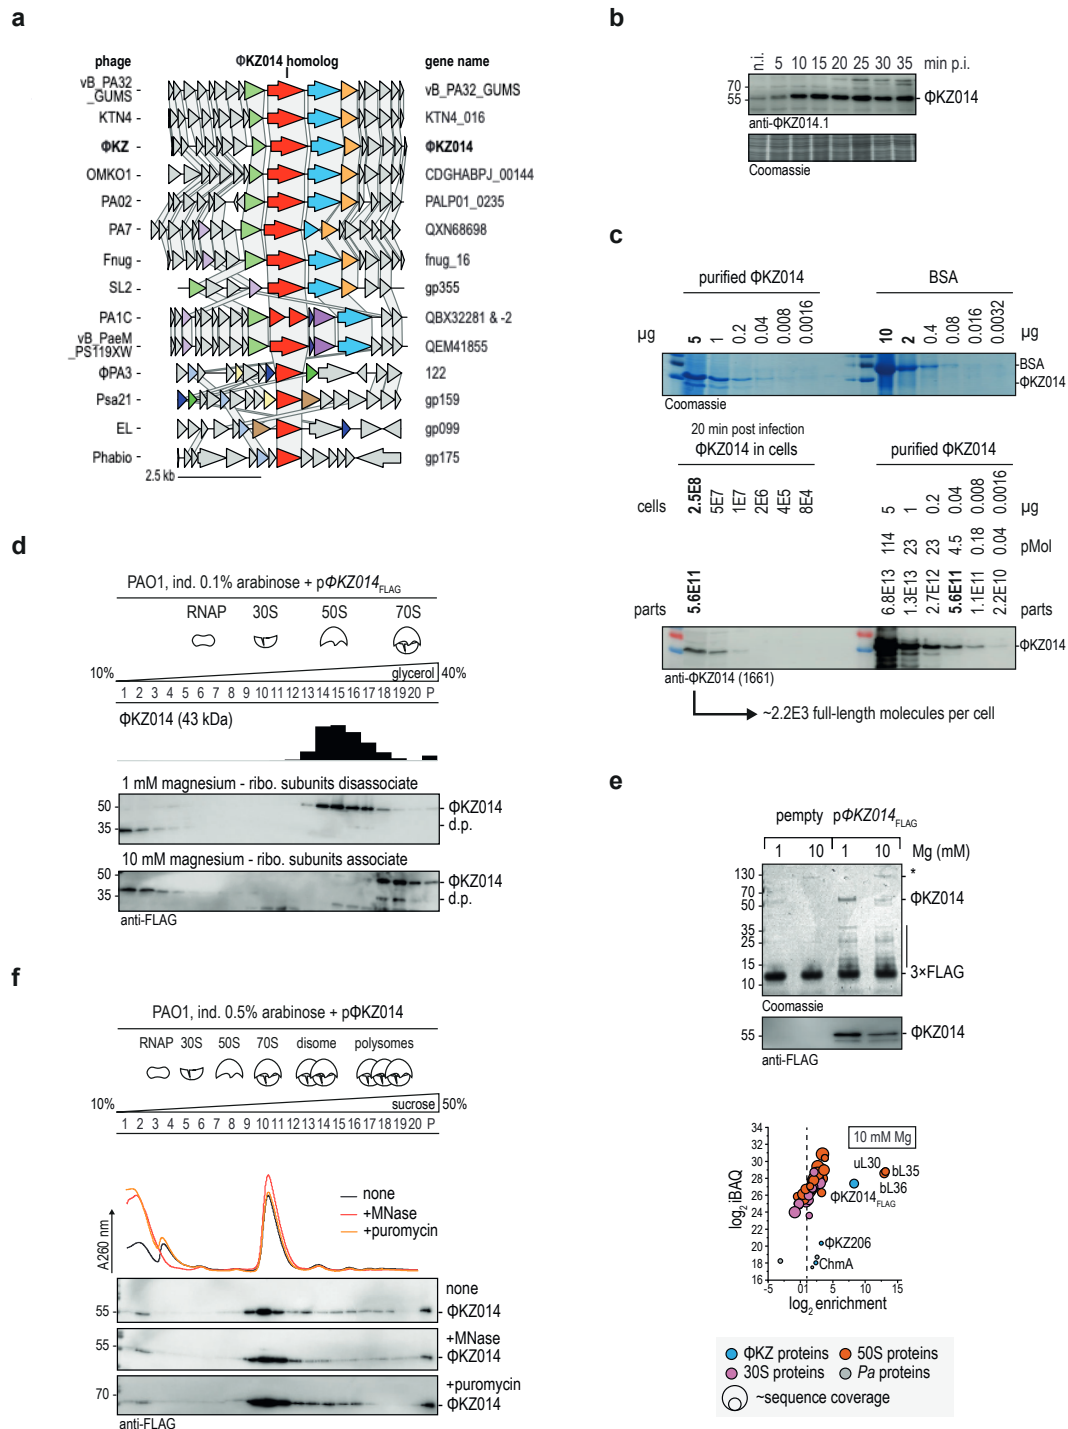 a
phage ΦKZ014 homolog gene name
vB_PA32_GUMS vB_PA32_GUMS
KTN4 KTN4_016
ΦKZ ΦKZ014
OMKO1 CDGHABPJ_00144
PA02 PALP01_0235
PA7 QXN68698
Fnug fnug_16
SL2 gp355
PA1C QBX32281 & -2
vB_PaeM_PS119XW QEM41855
ΦPA3 122
Psa21 gp159
EL gp099
Phabio gp175
2.5 kb
b
n.i. 5 10 15 20 25 30 35 min p.i.
70
55
ΦKZ014
anti-ΦKZ014.1
Coomassie
c
purified ΦKZ014 BSA
µg 5 1 0.2 0.04 0.008 0.0016 10 2 0.4 0.08 0.016 0.0032 µg
BSA
ΦKZ014
Coomassie
20 min post infection
ΦKZ014 in cells purified ΦKZ014
cells 2.5E8 5E7 1E7 2E6 4E5 8E4
5 1 0.2 0.04 0.008 0.0016 µg
114 23 23 4.5 0.18 0.04 pMol
parts 5.6E11 6.8E13 1.3E13 2.7E12 5.6E11 1.1E11 2.2E10 parts
ΦKZ014
anti-ΦKZ014 (1661)
~2.2E3 full-length molecules per cell
d
PAO1, ind. 0.1% arabinose + pΦKZ014FLAG
RNAP 30S 50S 70S
10% glycerol 40%
1 2 3 4 5 6 7 8 9 10 11 12 13 14 15 16 17 18 19 20 P
ΦKZ014 (43 kDa)
1 mM magnesium - ribo. subunits disassociate
50 ΦKZ014
35 d.p.
10 mM magnesium - ribo. subunits associate
50 ΦKZ014
35 d.p.
anti-FLAG
e
pempty pΦKZ014FLAG
1 10 1 10 Mg (mM)
130 *
70
50 ΦKZ014
35
25
15
10
3×FLAG
Coomassie
55 ΦKZ014
anti-FLAG
10 mM Mg
log2 iBAQ
34
32
30
28
26
24
22
20
18
16
uL30 bL35
bL36
ΦKZ014FLAG
ΦKZ206
ChmA
-5 0 1 5 10 15
log2 enrichment
ΦKZ proteins 50S proteins
30S proteins Pa proteins
~sequence coverage
f
PAO1, ind. 0.5% arabinose + pΦKZ014
RNAP 30S 50S 70S disome polysomes
10% sucrose 50%
1 2 3 4 5 6 7 8 9 10 11 12 13 14 15 16 17 18 19 20 P
A260 nm
none
+MNase
+puromycin
none
55 ΦKZ014
+MNase
55 ΦKZ014
+puromycin
70 ΦKZ014
anti-FLAG